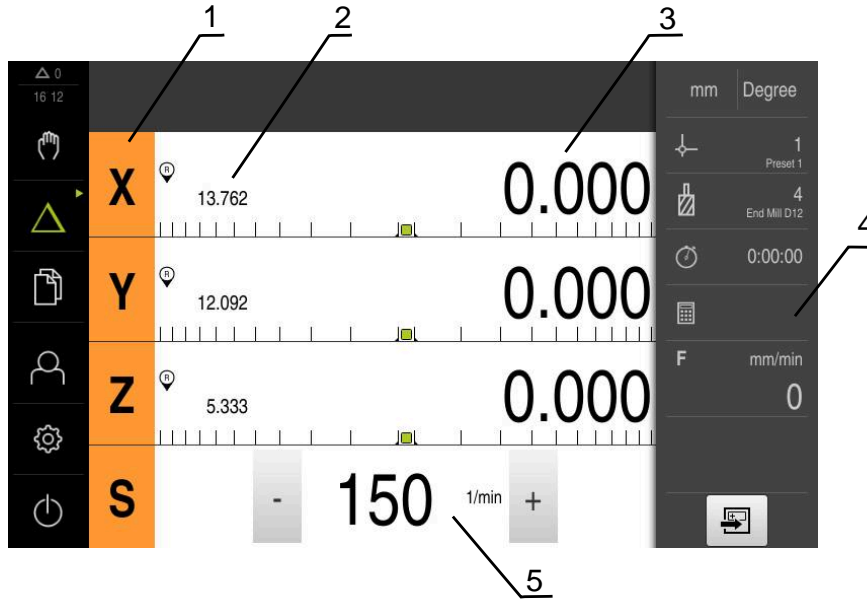 1 2 3
0
16 12
mm Degree
1
Preset 1
X R 13.762 0.000
4
End Mill D12
4
0:00:00
Y R 12.092 0.000
F mm/min
0
Z R 5.333 0.000
S - 150 1/min +
5